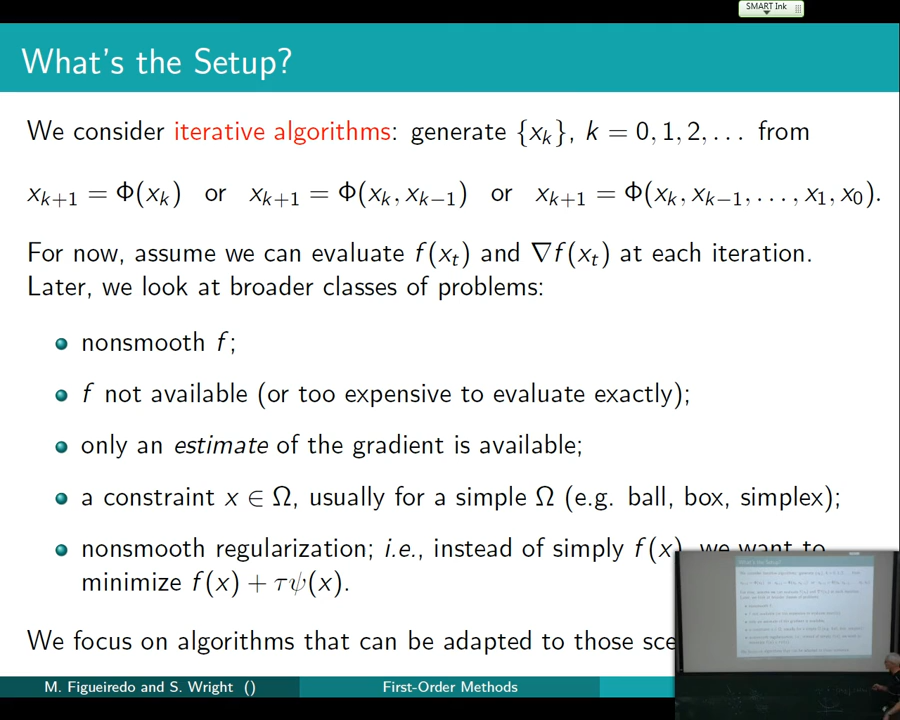 SMART Ink
What's the Setup?
We consider iterative algorithms: generate {x_k}, k = 0, 1, 2, . . . from
x_{k+1} = Φ(x_k) or x_{k+1} = Φ(x_k, x_{k−1}) or x_{k+1} = Φ(x_k, x_{k−1}, . . . , x_1, x_0).
For now, assume we can evaluate f(x_t) and ∇f(x_t) at each iteration.
Later, we look at broader classes of problems:
nonsmooth f;
f not available (or too expensive to evaluate exactly);
only an estimate of the gradient is available;
a constraint x ∈ Ω, usually for a simple Ω (e.g. ball, box, simplex);
nonsmooth regularization; i.e., instead of simply f(x), we want to
minimize f(x) + τψ(x).
We focus on algorithms that can be adapted to those
M. Figueiredo and S. Wright () First-Order Methods